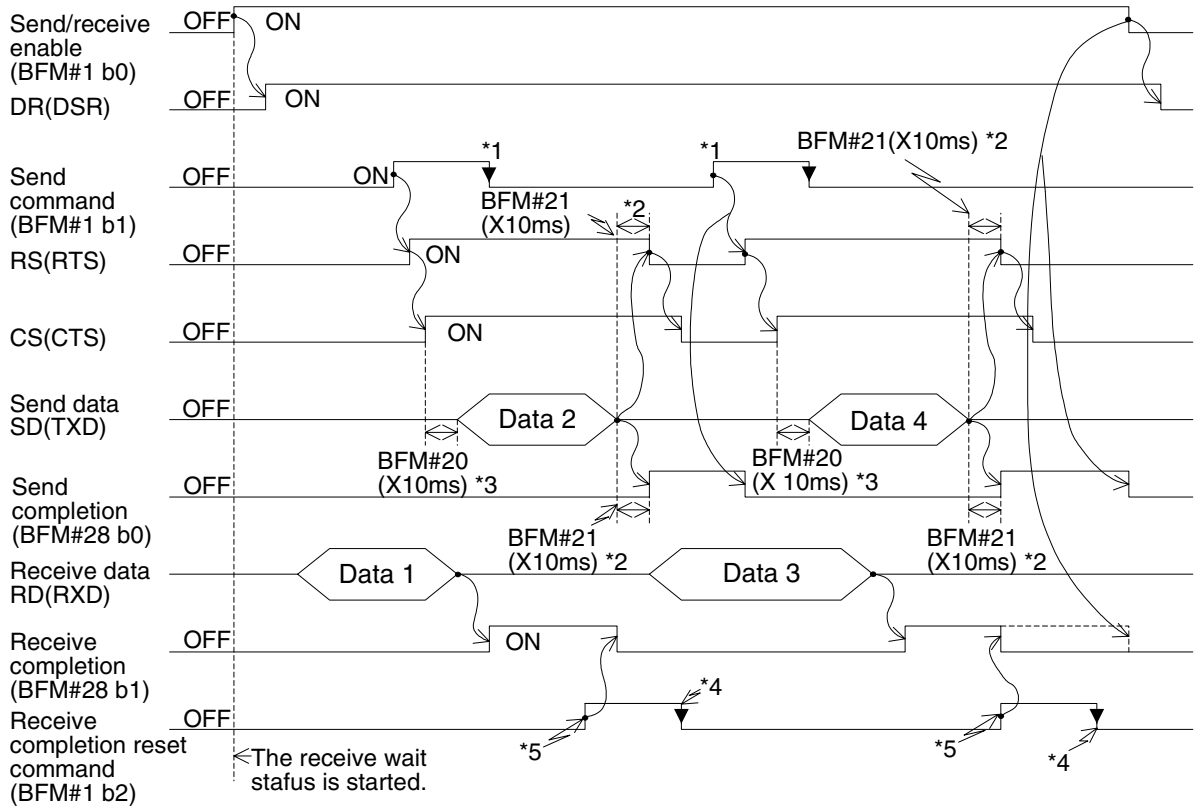 Send/receive
enable
(BFM#1 b0)
OFF
ON
DR(DSR)
OFF
ON
BFM#21(X10ms) *2
*1
*1
Send
command
(BFM#1 b1)
OFF
ON
BFM#21
(X10ms)
*2
RS(RTS)
OFF
ON
CS(CTS)
OFF
ON
Send data
SD(TXD)
OFF
Data 2
Data 4
BFM#20
(X10ms) *3
BFM#20
(X 10ms) *3
Send
completion
(BFM#28 b0)
OFF
BFM#21
(X10ms) *2
BFM#21
(X10ms) *2
Receive data
RD(RXD)
Data 1
Data 3
Receive
completion
(BFM#28 b1)
OFF
ON
*4
Receive
completion reset
command
(BFM#1 b2)
OFF
*5
*5
*4
The receive wait
stafus is started.